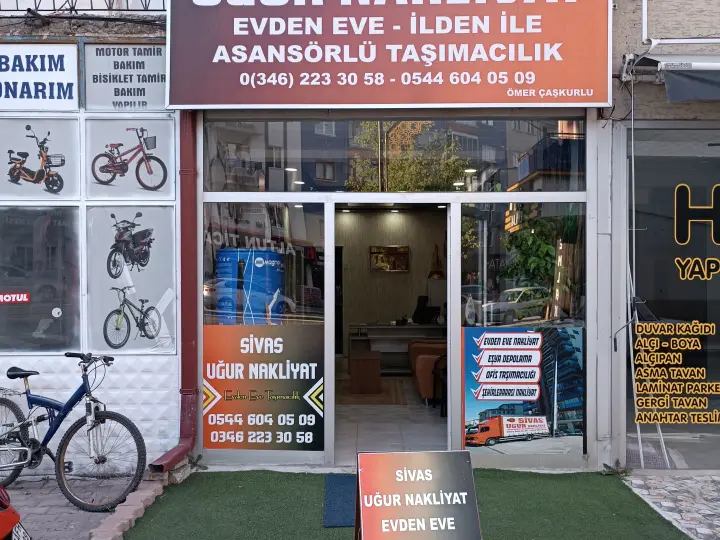 UĞUR NAKLİYAT
EVDEN EVE - İLDEN İLE
ASANSÖRLÜ TAŞIMACILIK
0(346) 223 30 58 - 0544 604 05 09
ÖMER ÇAŞKURLU
BAKIM
ONARIM
MOTOR TAMİR
BAKIM
BİSİKLET TAMİR
BAKIM
YAPILIR
MOTUL
SİVAS
UĞUR NAKLİYAT
Evden Eve Taşımacılık
0544 604 05 09
0346 223 30 58
EVDEN EVE NAKLİYAT
EŞYA DEPOLAMA
OFİS TAŞIMACILIĞI
ŞEHİRLERARASI NAKLİYAT
SİVAS
UĞUR
SİVAS
UĞUR NAKLİYAT
EVDEN EVE
H
YAP
DUVAR KAĞIDI
ALÇI - BOYA
ALÇIPAN
ASMA TAVAN
LAMİNAT PARKE
GERGİ TAVAN
ANAHTAR TESLİ